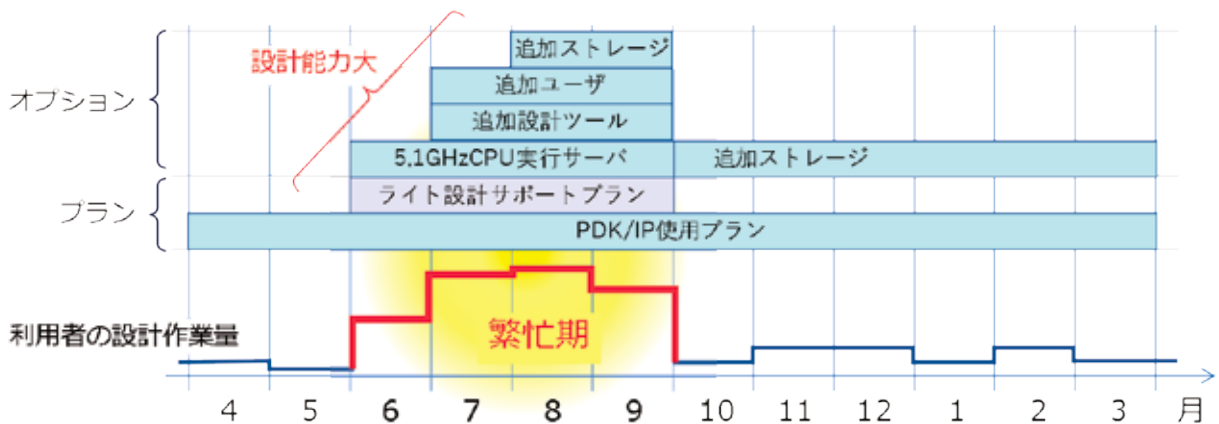 追加ストレージ
設計能力大
追加ユーザ
オプション
追加設計ツール
5.1GHzCPU実行サーバ
追加ストレージ
ライト設計サポートプラン
プラン
PDK/IP使用プラン
利用者の設計作業量
繁忙期
4 5 6 7 8 9 10 11 12 1 2 3 月